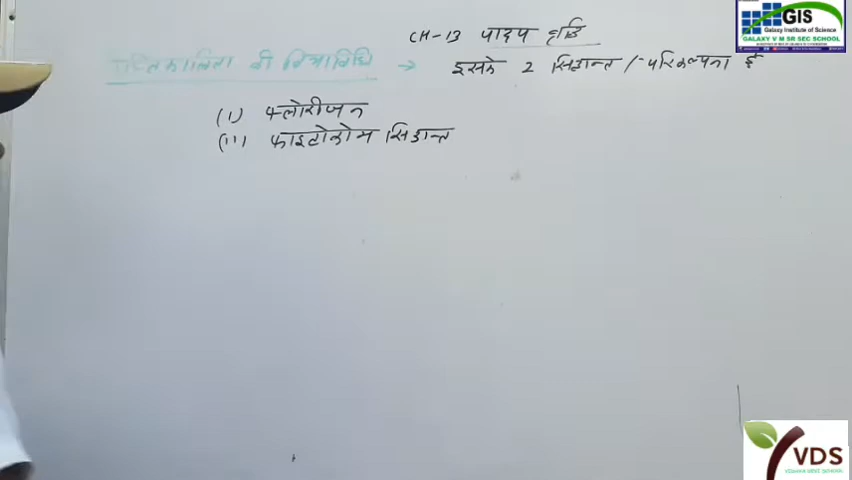 CH-13 पादप वृद्धि
GIS
Galaxy Institute of Science
GALAXY V M SR SEC SCHOOL
की क्रियाविधि → इसके 2 सिद्धान्त / परिकल्पना है
(i) फ्लोरीजन
(ii) फाइटोक्रोम सिद्धान्त
VDS